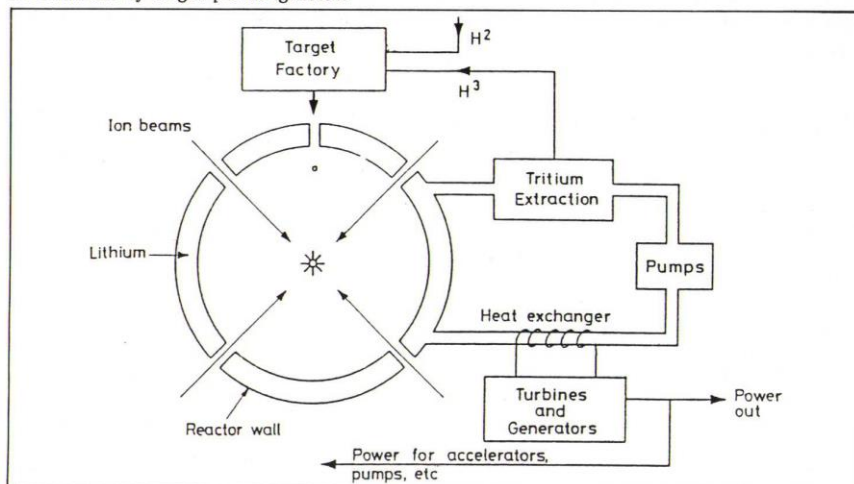 Target
Factory
H²
H³
Ion beams
Tritium
Extraction
Lithium
Pumps
Heat exchanger
Turbines
and
Generators
Power
out
Reactor wall
Power for accelerators,
pumps, etc